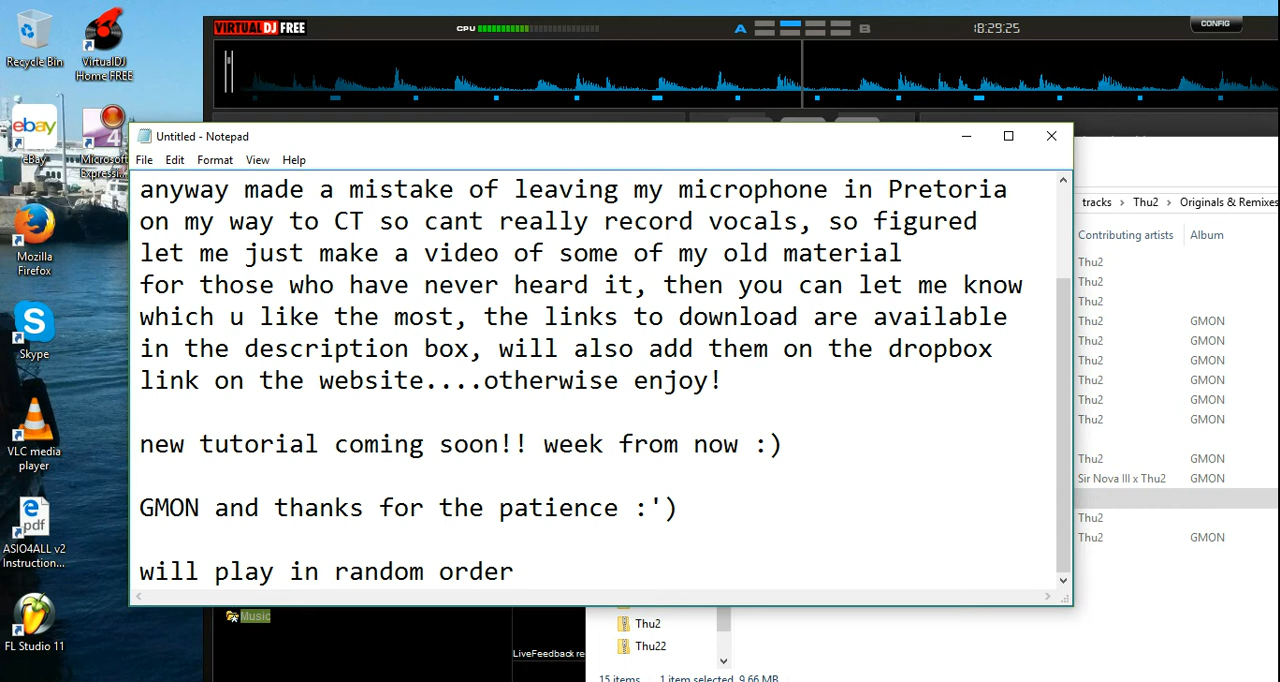 VIRTUAL DJ FREE
CPU
A
B
18:29:25
CONFIG
Recycle Bin
VirtualDJ
Home FREE
ebay
eBay
Microsoft
Expressi...
Mozilla
Firefox
Skype
VLC media
player
pdf
ASIO4ALL v2
Instruction...
FL Studio 11
Untitled - Notepad
File Edit Format View Help
anyway made a mistake of leaving my microphone in Pretoria
on my way to CT so cant really record vocals, so figured
let me just make a video of some of my old material
for those who have never heard it, then you can let me know
which u like the most, the links to download are available
in the description box, will also add them on the dropbox
link on the website....otherwise enjoy!
new tutorial coming soon!! week from now :)
GMON and thanks for the patience :')
will play in random order
tracks › Thu2 › Originals & Remixes
Contributing artists Album
Thu2
Thu2
Thu2
Thu2 GMON
Thu2 GMON
Thu2 GMON
Thu2 GMON
Thu2 GMON
Thu2 GMON
Thu2 GMON
Sir Nova III x Thu2 GMON
Thu2
Thu2 GMON
Music
LiveFeedback re
Thu2
Thu22
15 items 1 item selected 9.66 MB